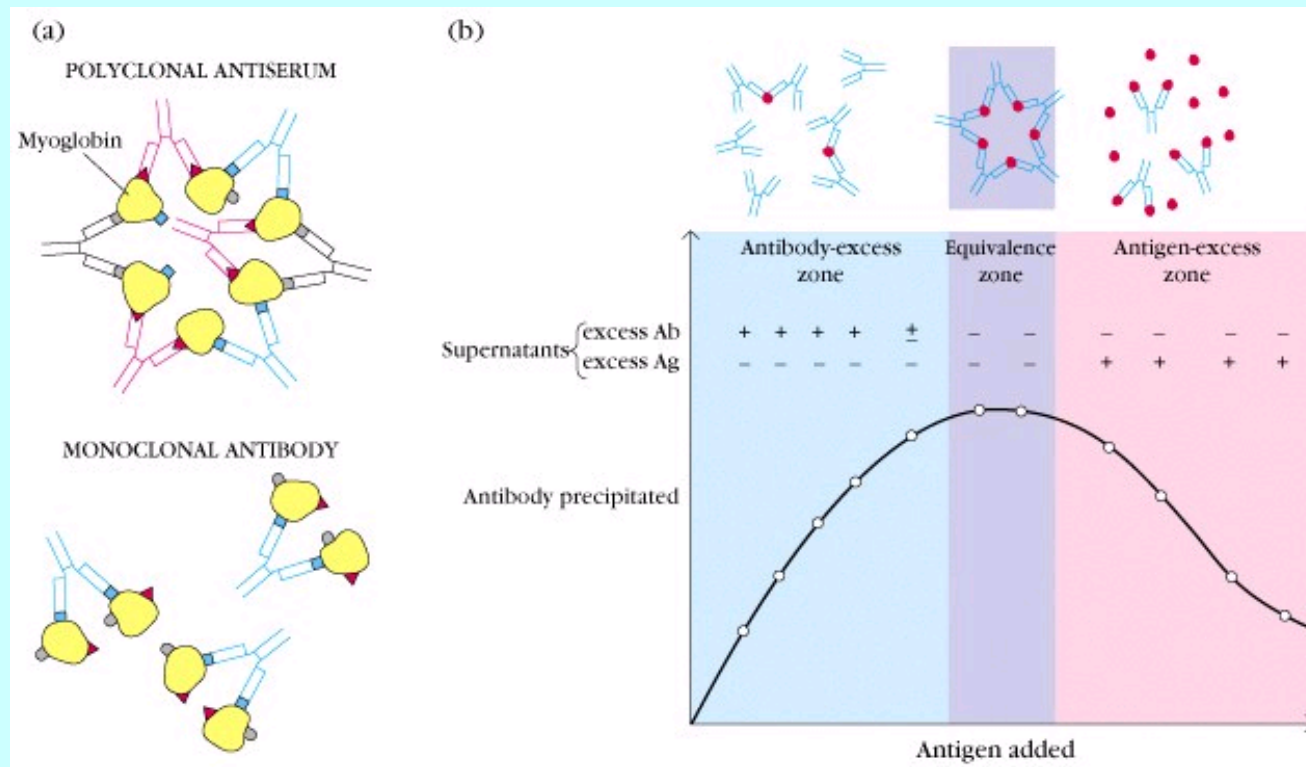 (a)
POLYCLONAL ANTISERUM
Myoglobin
MONOCLONAL ANTIBODY
(b)
Antibody-excess
zone
Equivalence
zone
Antigen-excess
zone
Supernatants { excess Ab + + + + ± – – – – – –
excess Ag – – – – – – – + + + +
Antibody precipitated
Antigen added